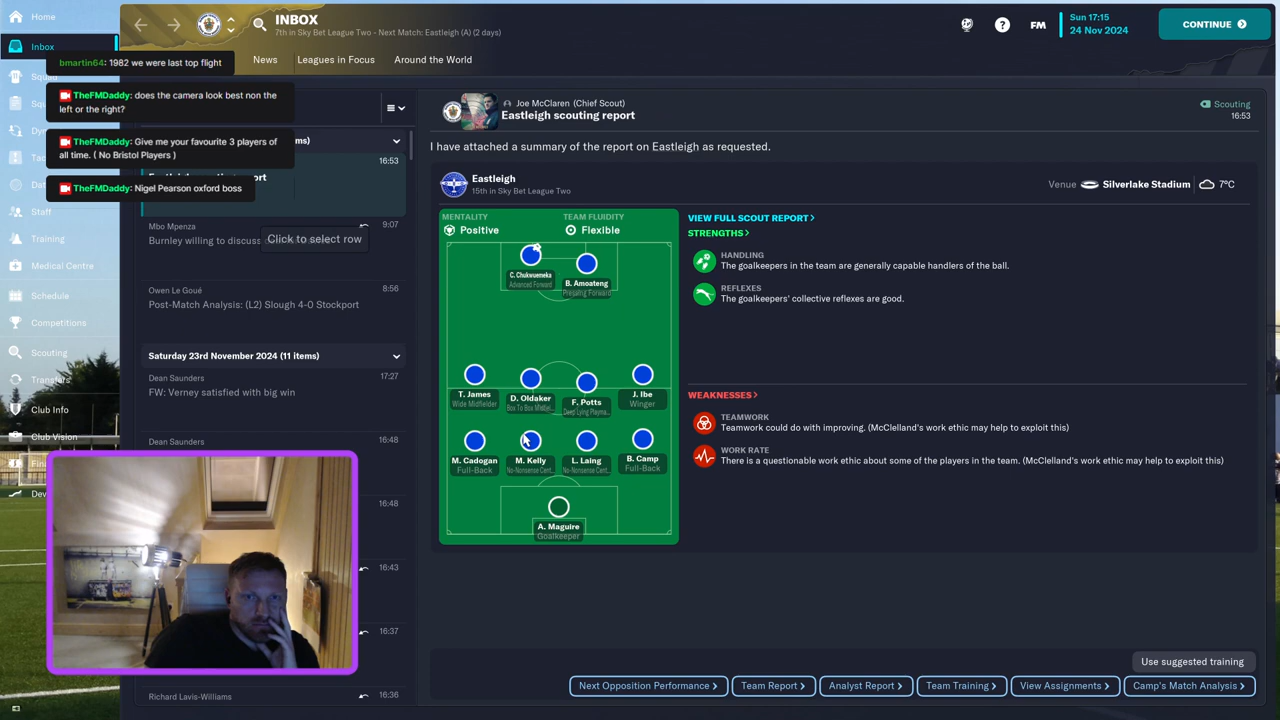 Home
INBOX
7th in Sky Bet League Two - Next Match: Eastleigh (A) (2 days)
FM
Sun 17:15
24 Nov 2024
CONTINUE
Inbox
News
Leagues in Focus
Around the World
bmartin64: 1982 we were last top flight
TheFMDaddy: does the camera look best non the
left or the right?
TheFMDaddy: Give me your favourite 3 players of
all time. ( No Bristol Players )
TheFMDaddy: Nigel Pearson oxford boss
16:53
Mbo Mpenza
9:07
Burnley willing to discuss
Click to select row
Owen Le Goué
8:56
Post-Match Analysis: (L2) Slough 4-0 Stockport
Saturday 23rd November 2024 (11 items)
Dean Saunders
17:27
FW: Verney satisfied with big win
Dean Saunders
16:48
16:48
16:43
16:37
Richard Lavis-Williams
16:36
Staff
Training
Medical Centre
Schedule
Competitions
Scouting
Transfers
Club Info
Club Vision
Joe McClaren (Chief Scout)
Eastleigh scouting report
Scouting
16:53
I have attached a summary of the report on Eastleigh as requested.
Eastleigh
15th in Sky Bet League Two
Venue
Silverlake Stadium
7°C
MENTALITY
Positive
TEAM FLUIDITY
Flexible
C. Chukwuemeka
Advanced Forward
B. Amoateng
Pressing Forward
T. James
Wide Midfielder
D. Oldaker
Box To Box Midfiel...
F. Potts
Deep Lying Playma...
J. Ibe
Winger
M. Cadogan
Full-Back
M. Kelly
No-Nonsense Cent...
L. Laing
No-Nonsense Cent...
B. Camp
Full-Back
A. Maguire
Goalkeeper
VIEW FULL SCOUT REPORT
STRENGTHS
HANDLING
The goalkeepers in the team are generally capable handlers of the ball.
REFLEXES
The goalkeepers' collective reflexes are good.
WEAKNESSES
TEAMWORK
Teamwork could do with improving. (McClelland's work ethic may help to exploit this)
WORK RATE
There is a questionable work ethic about some of the players in the team. (McClelland's work ethic may help to exploit this)
Use suggested training
Next Opposition Performance
Team Report
Analyst Report
Team Training
View Assignments
Camp's Match Analysis